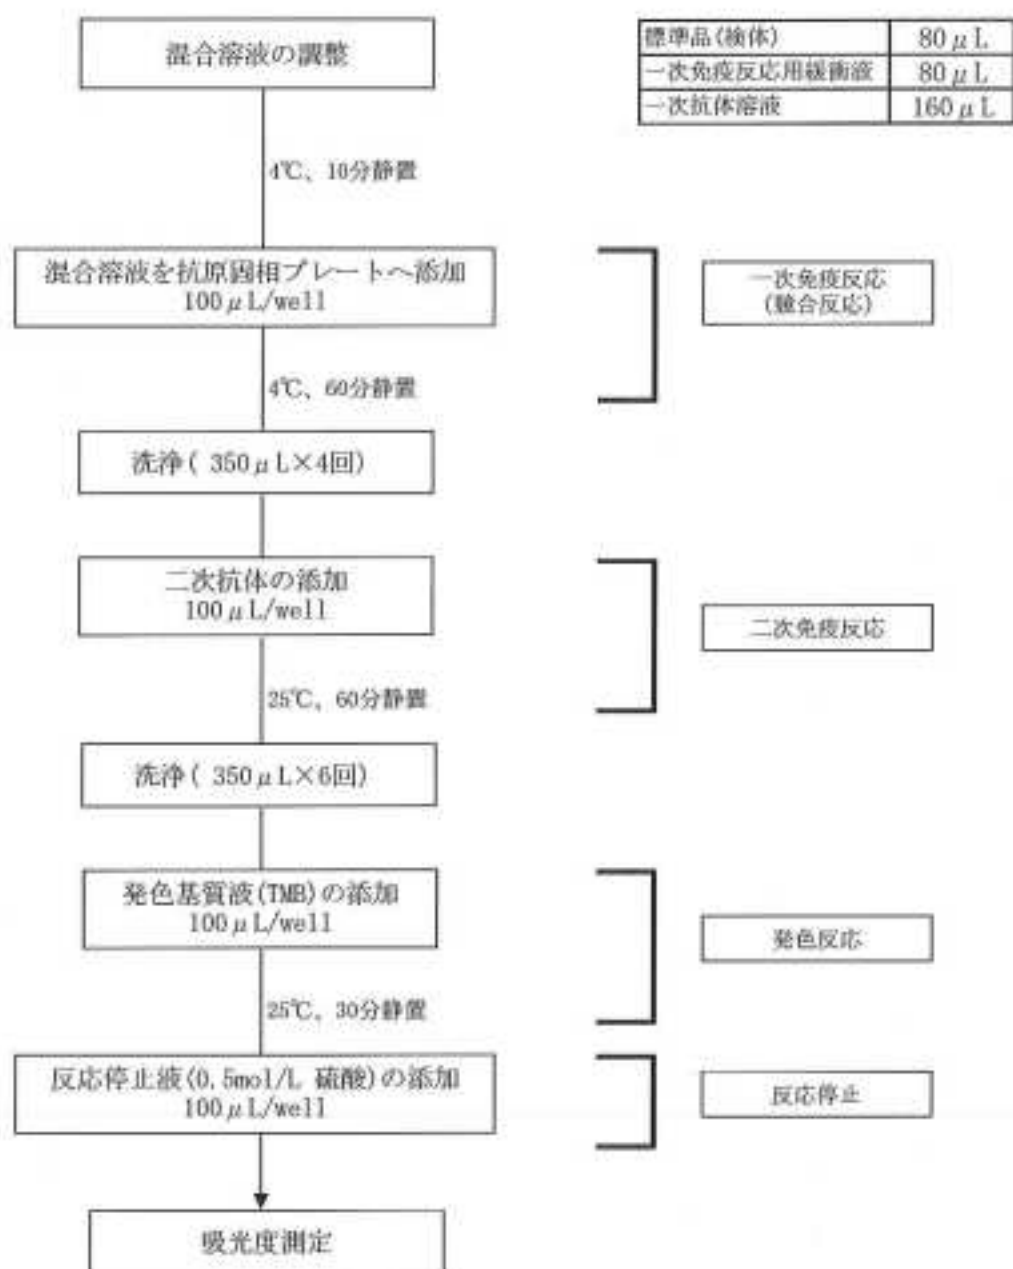 混合溶液の調整
標準品(検体) 80μL
一次免疫反応用緩衝液 80μL
一次抗体溶液 160μL
4℃、10分静置
混合溶液を抗原固相プレートへ添加
100μL/well
一次免疫反応
(競合反応)
4℃、60分静置
洗浄( 350μL×4回)
二次抗体の添加
100μL/well
二次免疫反応
25℃、60分静置
洗浄( 350μL×6回)
発色基質液(TMB)の添加
100μL/well
発色反応
25℃、30分静置
反応停止液(0.5mol/L 硫酸)の添加
100μL/well
反応停止
吸光度測定